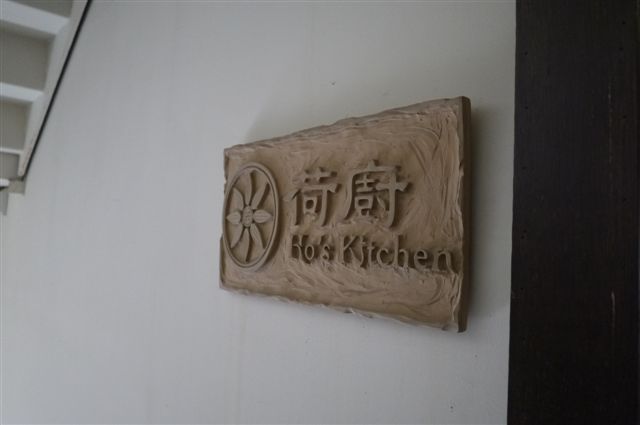 荷廚
Ho's Kitchen